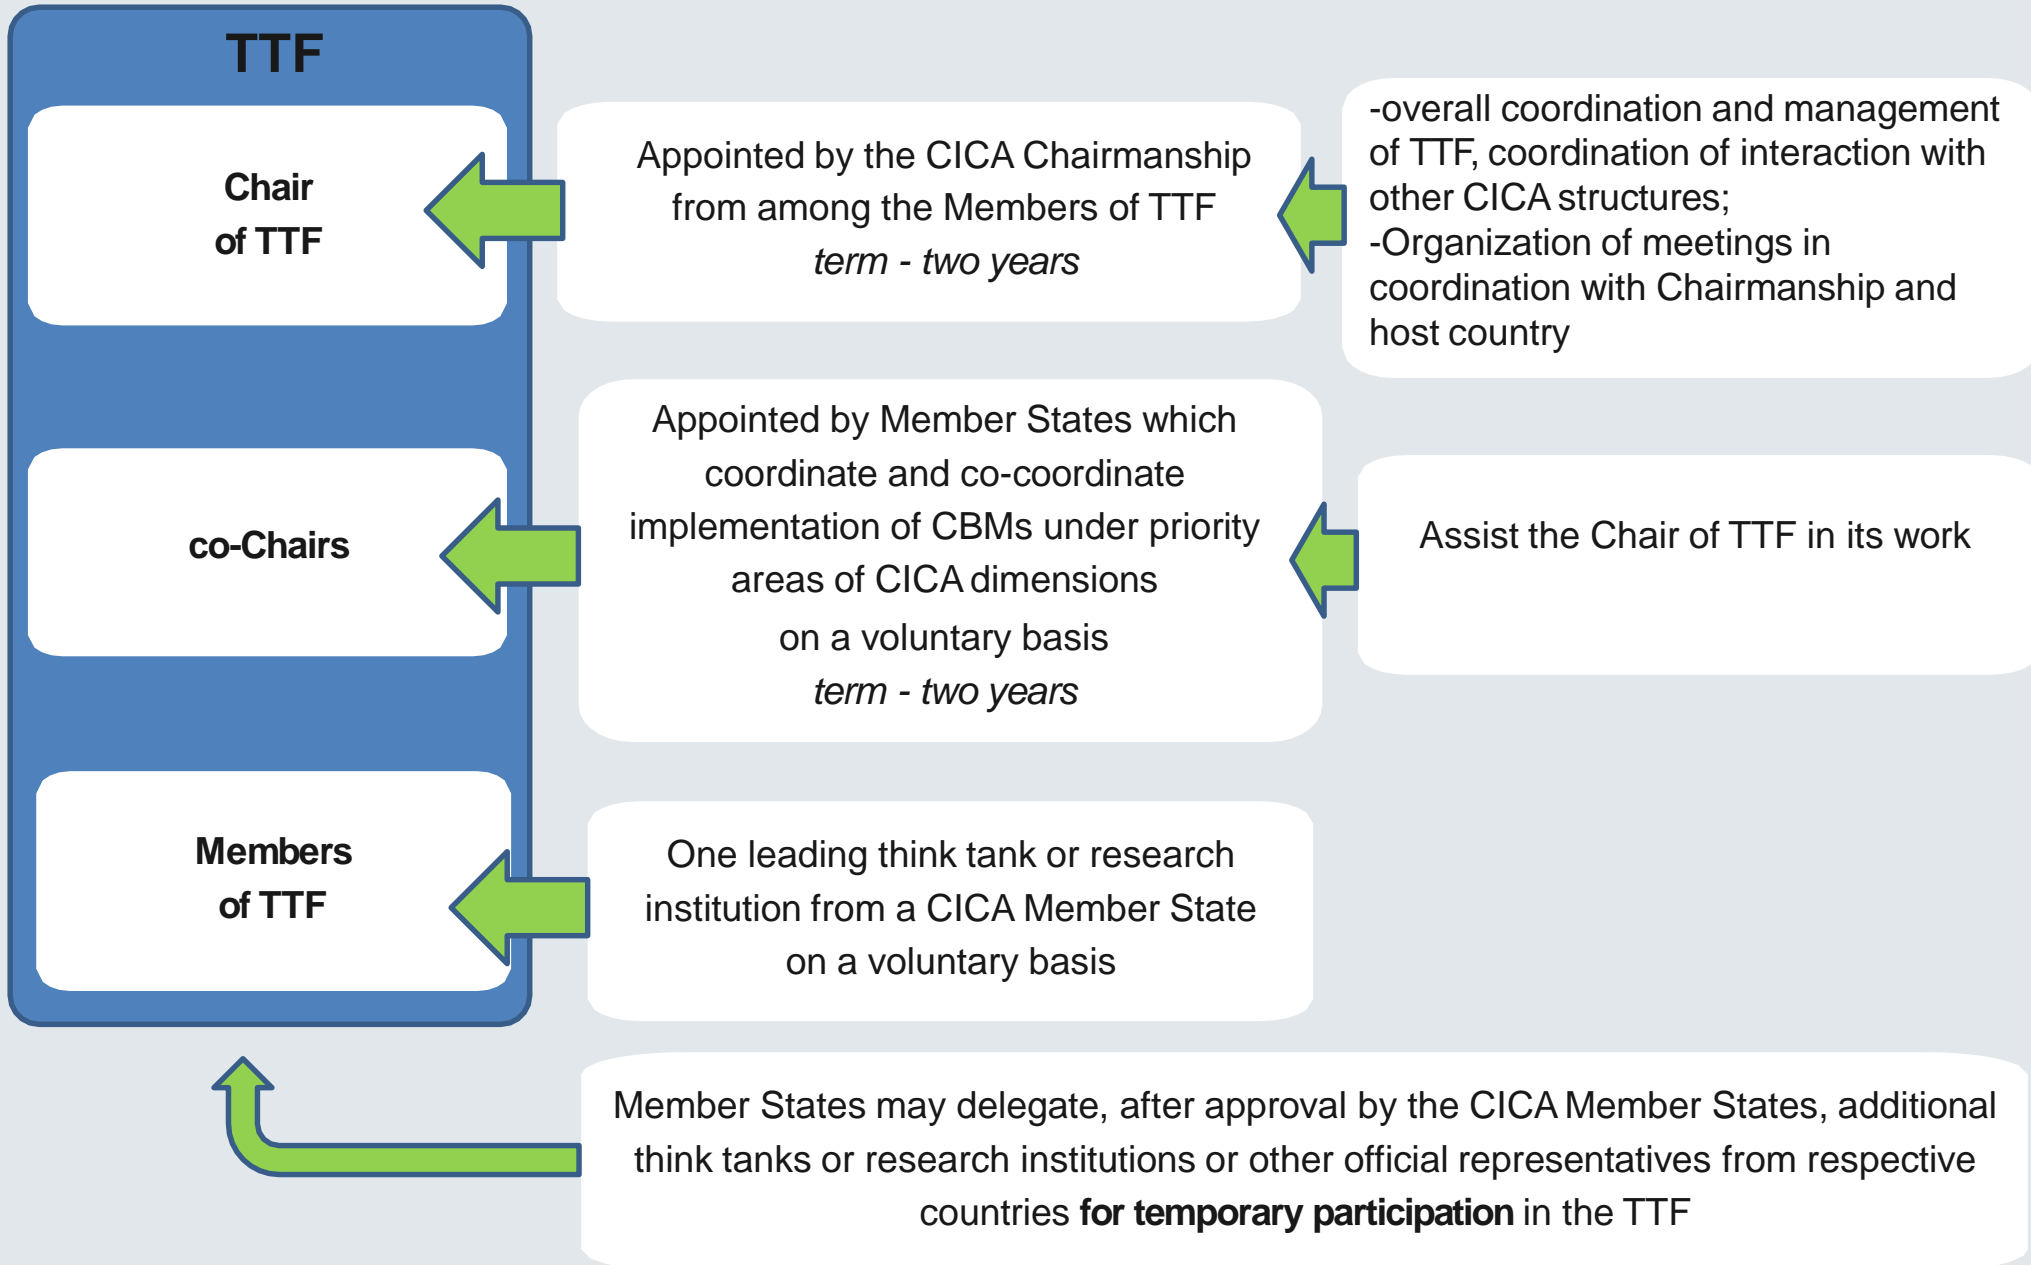 TTF
Chair
of TTF
Appointed by the CICA Chairmanship
from among the Members of TTF
term - two years
-overall coordination and management
of TTF, coordination of interaction with
other CICA structures;
-Organization of meetings in
coordination with Chairmanship and
host country
co-Chairs
Appointed by Member States which
coordinate and co-coordinate
implementation of CBMs under priority
areas of CICA dimensions
on a voluntary basis
term - two years
Assist the Chair of TTF in its work
Members
of TTF
One leading think tank or research
institution from a CICA Member State
on a voluntary basis
Member States may delegate, after approval by the CICA Member States, additional
think tanks or research institutions or other official representatives from respective
countries for temporary participation in the TTF